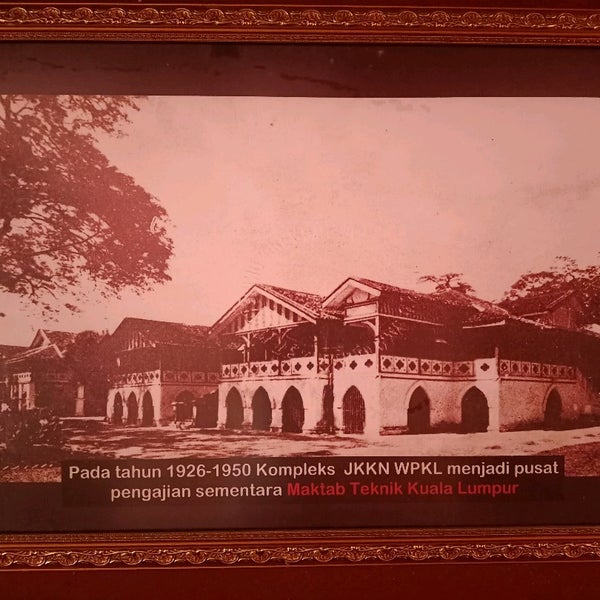 Pada tahun 1926-1950 Kompleks JKKN WPKL menjadi pusat
pengajian sementara Maktab Teknik Kuala Lumpur